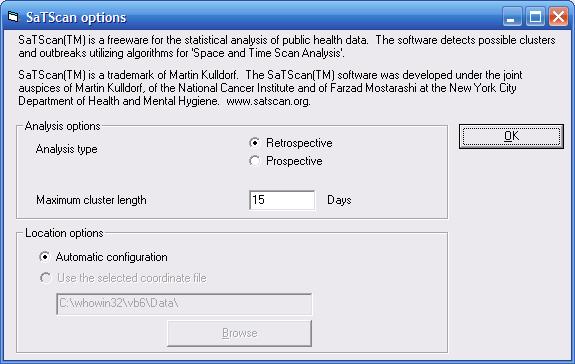 SaTScan options
SaTScan(TM) is a freeware for the statistical analysis of public health data.  The software detects possible clusters
and outbreaks utilizing algorithms for 'Space and Time Scan Analysis'.
SaTScan(TM) is a trademark of Martin Kulldorf.  The SaTScan(TM) software was developed under the joint
auspices of Martin Kulldorf, of the National Cancer Institute and of Farzad Mostarashi at the New York City
Department of Health and Mental Hygiene.  www.satscan.org.
Analysis options
Analysis type
Retrospective
Prospective
OK
Maximum cluster length 15 Days
Location options
Automatic configuration
Use the selected coordinate file
C:\whowin32\vb6\Data\
Browse